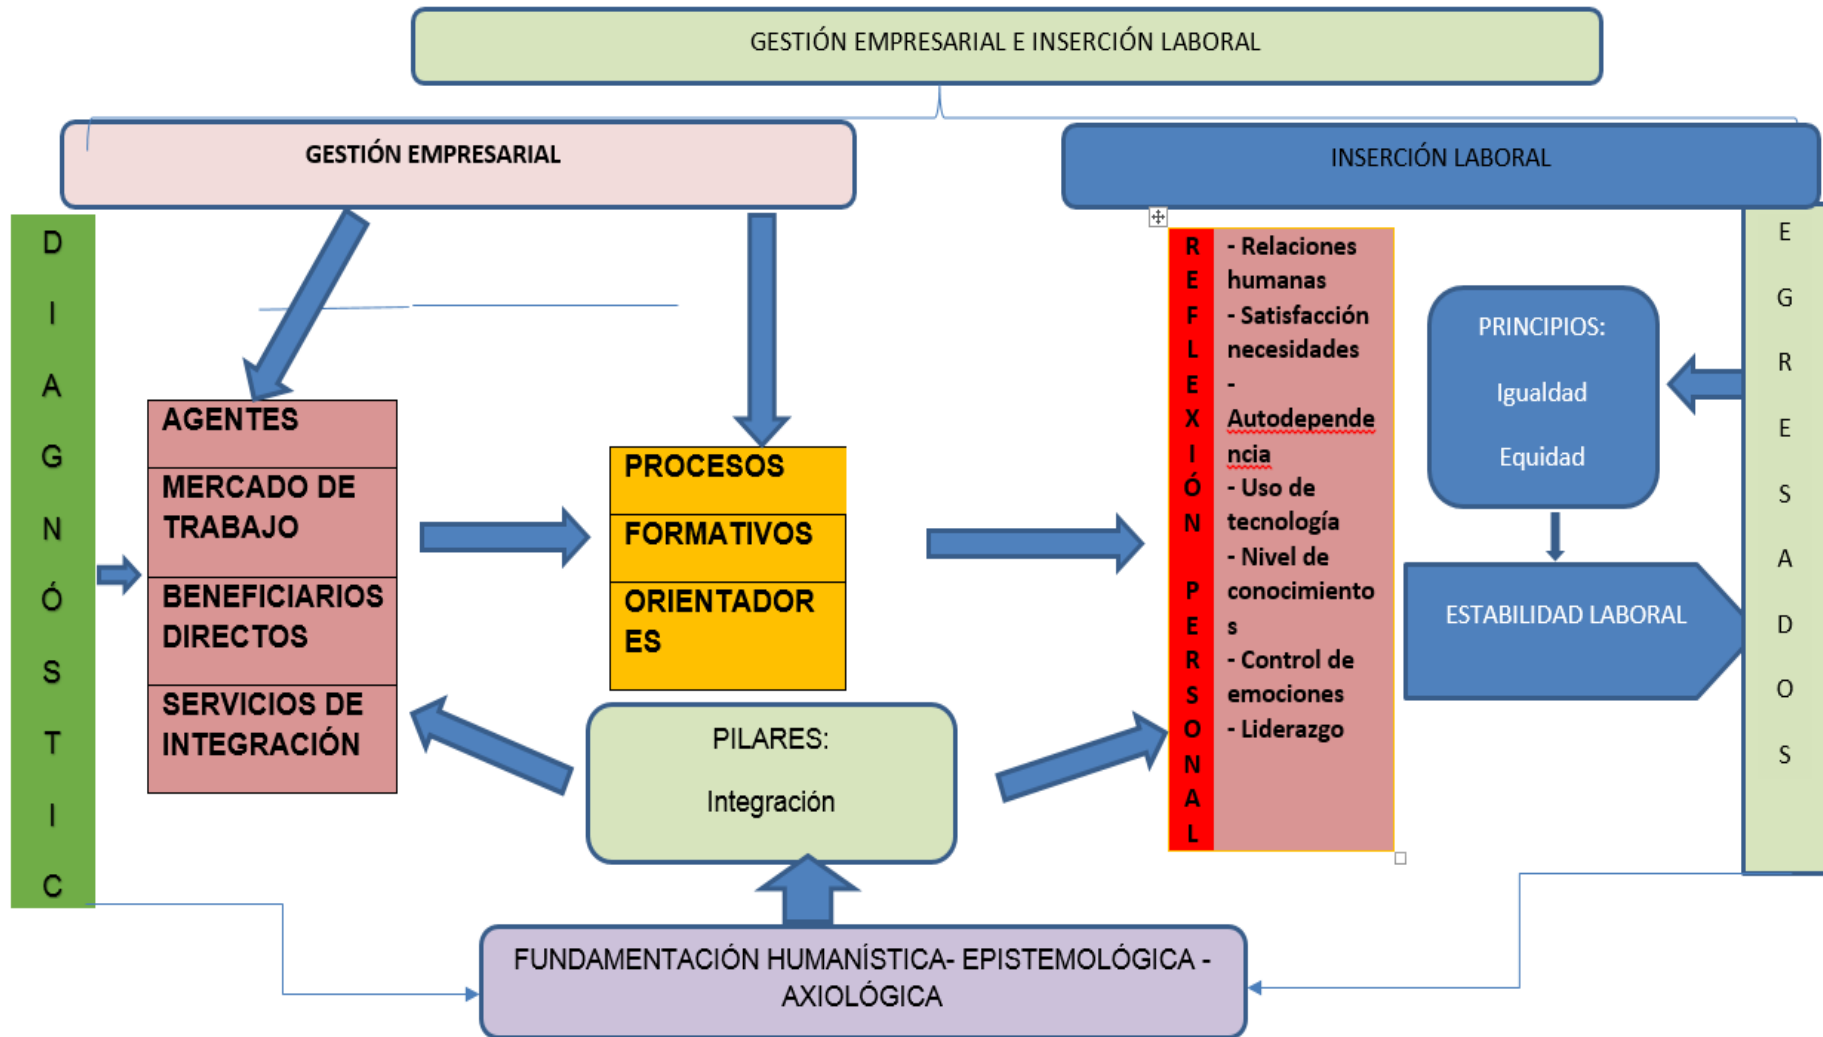 GESTIÓN EMPRESARIAL E INSERCIÓN LABORAL
GESTIÓN EMPRESARIAL
INSERCIÓN LABORAL
D
I
A
G
N
Ó
S
T
I
C
AGENTES
MERCADO DE
TRABAJO
BENEFICIARIOS
DIRECTOS
SERVICIOS DE
INTEGRACIÓN
PROCESOS
FORMATIVOS
ORIENTADOR
ES
PILARES:
Integración
R
E
F
L
E
X
I
Ó
N
P
E
R
S
O
N
A
L
- Relaciones
humanas
- Satisfacción
necesidades
-
Autodepende
ncia
- Uso de
tecnología
- Nivel de
conocimiento
s
- Control de
emociones
- Liderazgo
PRINCIPIOS:
Igualdad
Equidad
ESTABILIDAD LABORAL
E
G
R
E
S
A
D
O
S
FUNDAMENTACIÓN HUMANÍSTICA- EPISTEMOLÓGICA -
AXIOLÓGICA